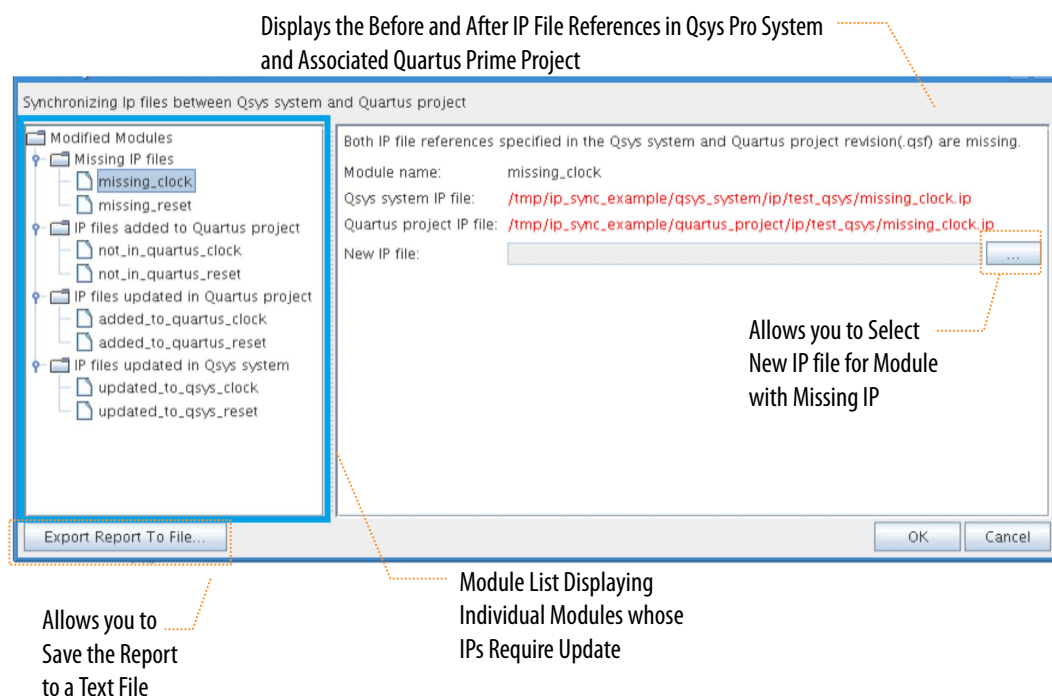 Displays the Before and After IP File References in Qsys Pro System
and Associated Quartus Prime Project
Synchronizing Ip files between Qsys system and Quartus project
Modified Modules
Missing IP files
missing_clock
missing_reset
IP files added to Quartus project
not_in_quartus_clock
not_in_quartus_reset
IP files updated in Quartus project
added_to_quartus_clock
added_to_quartus_reset
IP files updated in Qsys system
updated_to_qsys_clock
updated_to_qsys_reset
Both IP file references specified in the Qsys system and Quartus project revision(.qsf) are missing.
Module name: missing_clock
Qsys system IP file: /tmp/ip_sync_example/qsys_system/ip/test_qsys/missing_clock.ip
Quartus project IP file: /tmp/ip_sync_example/quartus_project/ip/test_qsys/missing_clock.ip
New IP file:
...
Allows you to Select
New IP file for Module
with Missing IP
Export Report To File...
OK
Cancel
Module List Displaying
Individual Modules whose
IPs Require Update
Allows you to
Save the Report
to a Text File